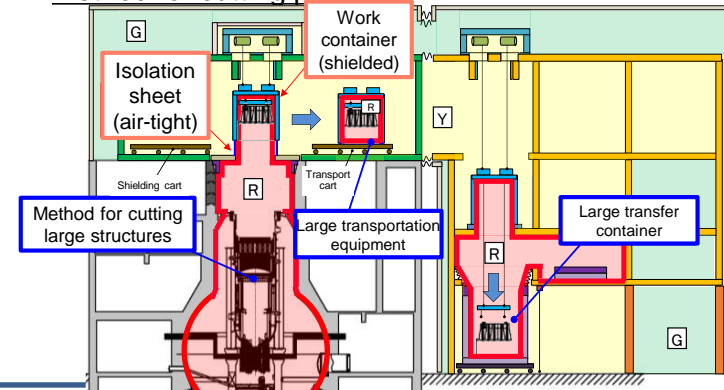 G
Work
container
(shielded)
Isolation
sheet
(air-tight)
R
Y
Shielding cart
Transport
cart
R
Method for cutting
large structures
Large transportation
equipment
Large transfer
container
R
G